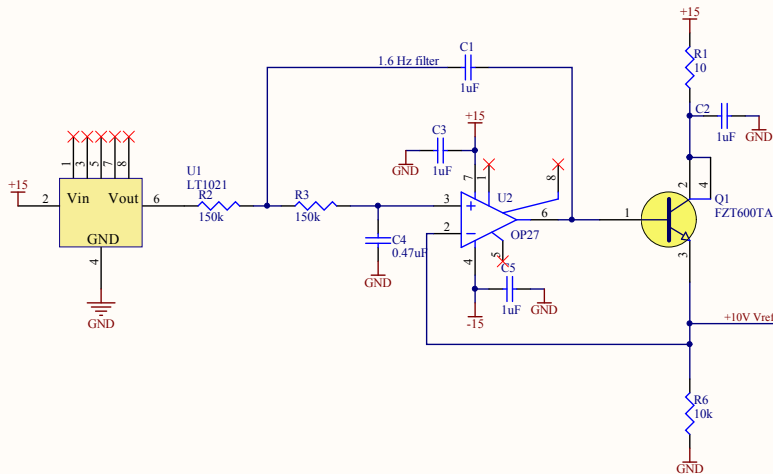 +15
R1
10
C1
1.6 Hz filter
1uF
C2
1uF
GND
+15
C3
1uF
GND
1
3
5
7
8
U1
LT1021
+15
2
Vin
Vout
6
GND
4
GND
R2
150k
R3
150k
C4
0.47uF
GND
7
1
8
U2
3
2
6
OP27
4
5
C5
1uF
GND
-15
2
4
Q1
FZT600TA
1
3
+10V Vref
R6
10k
GND